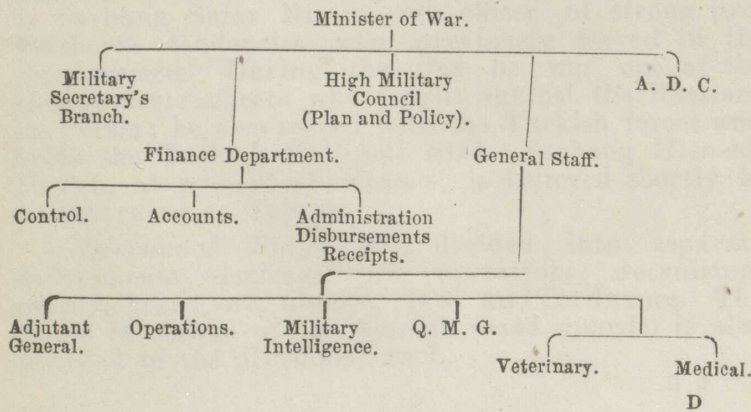 Minister of War.
Military
Secretary's
Branch.
High Military
Council
(Plan and Policy).
A. D. C.
Finance Department.
General Staff.
Control.
Accounts.
Administration
Disbursements
Receipts.
Adjutant
General.
Operations.
Military
Intelligence.
Q. M. G.
Veterinary.
Medical.
D